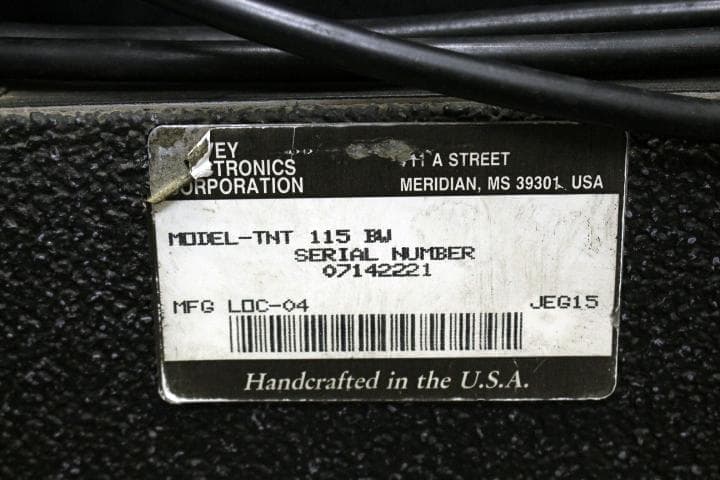 VEY
TRONICS
CORPORATION
711 A STREET
MERIDIAN, MS 39301 USA
MODEL-TNT 115 BW
SERIAL NUMBER
07142221
MFG LOC-04
JEG15
Handcrafted in the U.S.A.